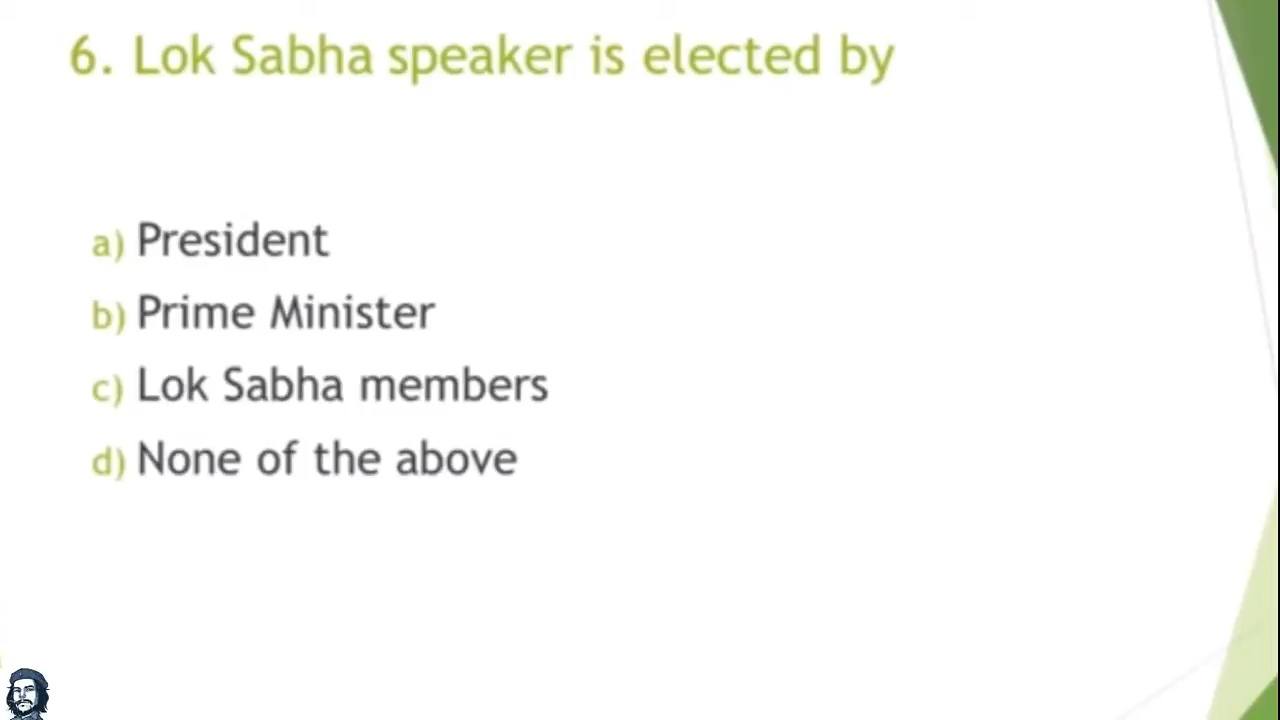 6. Lok Sabha speaker is elected by
a) President
b) Prime Minister
c) Lok Sabha members
d) None of the above